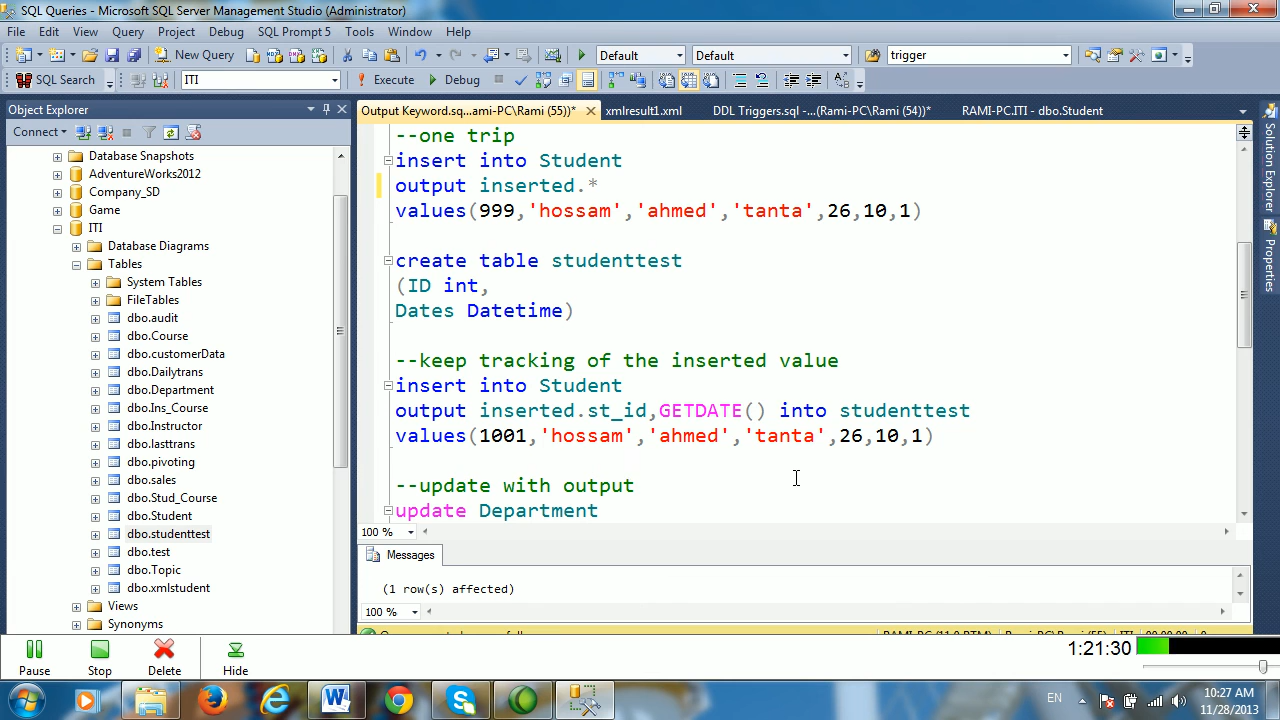 SQL Queries - Microsoft SQL Server Management Studio (Administrator)
File Edit View Query Project Debug SQL Prompt 5 Tools Window Help
New Query Default Default trigger
SQL Search ITI Execute Debug
Object Explorer
Connect
Database Snapshots
AdventureWorks2012
Company_SD
Game
ITI
Database Diagrams
Tables
System Tables
FileTables
dbo.audit
dbo.Course
dbo.customerData
dbo.Dailytrans
dbo.Department
dbo.Ins_Course
dbo.Instructor
dbo.lasttrans
dbo.pivoting
dbo.sales
dbo.Stud_Course
dbo.Student
dbo.studenttest
dbo.test
dbo.Topic
dbo.xmlstudent
Views
Synonyms
Output Keyword.sq...ami-PC\Rami (55))* xmlresult1.xml DDL Triggers.sql -...(Rami-PC\Rami (54))* RAMI-PC.ITI - dbo.Student
--one trip
insert into Student
output inserted.*
values(999,'hossam','ahmed','tanta',26,10,1)
create table studenttest
(ID int,
Dates Datetime)
--keep tracking of the inserted value
insert into Student
output inserted.st_id,GETDATE() into studenttest
values(1001,'hossam','ahmed','tanta',26,10,1)
--update with output
update Department
100 %
Messages
(1 row(s) affected)
100 %
Solution Explorer
Properties
Pause Stop Delete Hide
1:21:30
EN
10:27 AM
11/28/2013